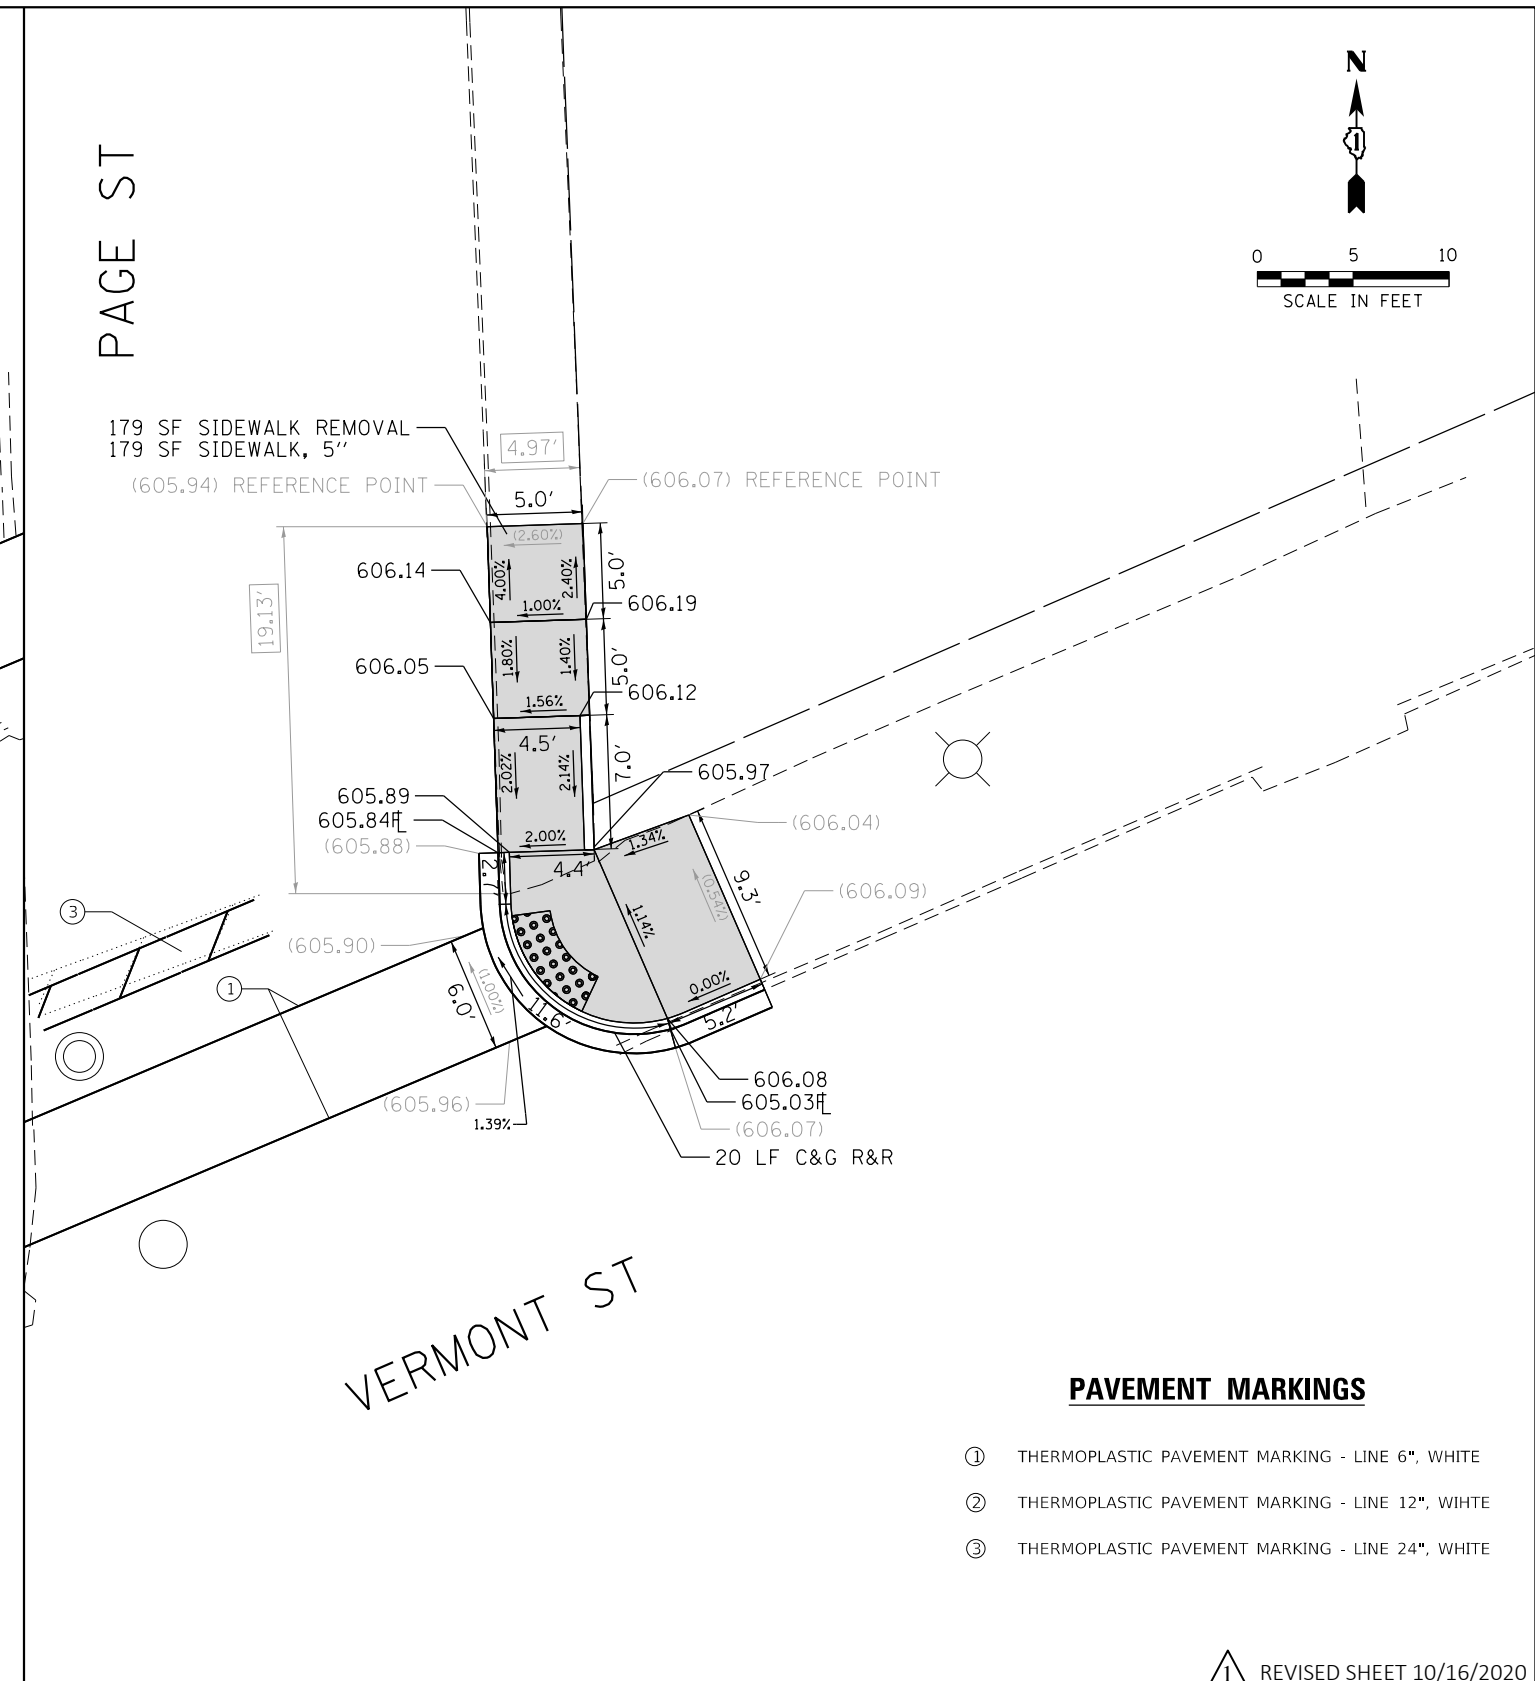 N
1
0 5 10
SCALE IN FEET
PAGE ST
179 SF SIDEWALK REMOVAL
179 SF SIDEWALK, 5''
4.97'
(605.94) REFERENCE POINT
(606.07) REFERENCE POINT
5.0'
(2.60%)
19.13'
606.14
4.00%
2.40%
5.0'
1.00%
606.19
606.05
1.80%
1.40%
5.0'
1.56%
606.12
4.5'
2.02%
2.14%
7.0'
605.97
605.89
605.84FL
(605.88)
2.00%
4.4'
2.7'
1.34%
(606.04)
9.3'
(0.54%)
(606.09)
1.14%
3
(605.90)
1
6.0'
(1.00%)
11.6'
0.00%
5.2'
(605.96)
1.39%
606.08
605.03FL
(606.07)
20 LF C&G R&R
VERMONT ST
PAVEMENT MARKINGS
1 THERMOPLASTIC PAVEMENT MARKING - LINE 6", WHITE
2 THERMOPLASTIC PAVEMENT MARKING - LINE 12", WIHTE
3 THERMOPLASTIC PAVEMENT MARKING - LINE 24", WHITE
1 REVISED SHEET 10/16/2020